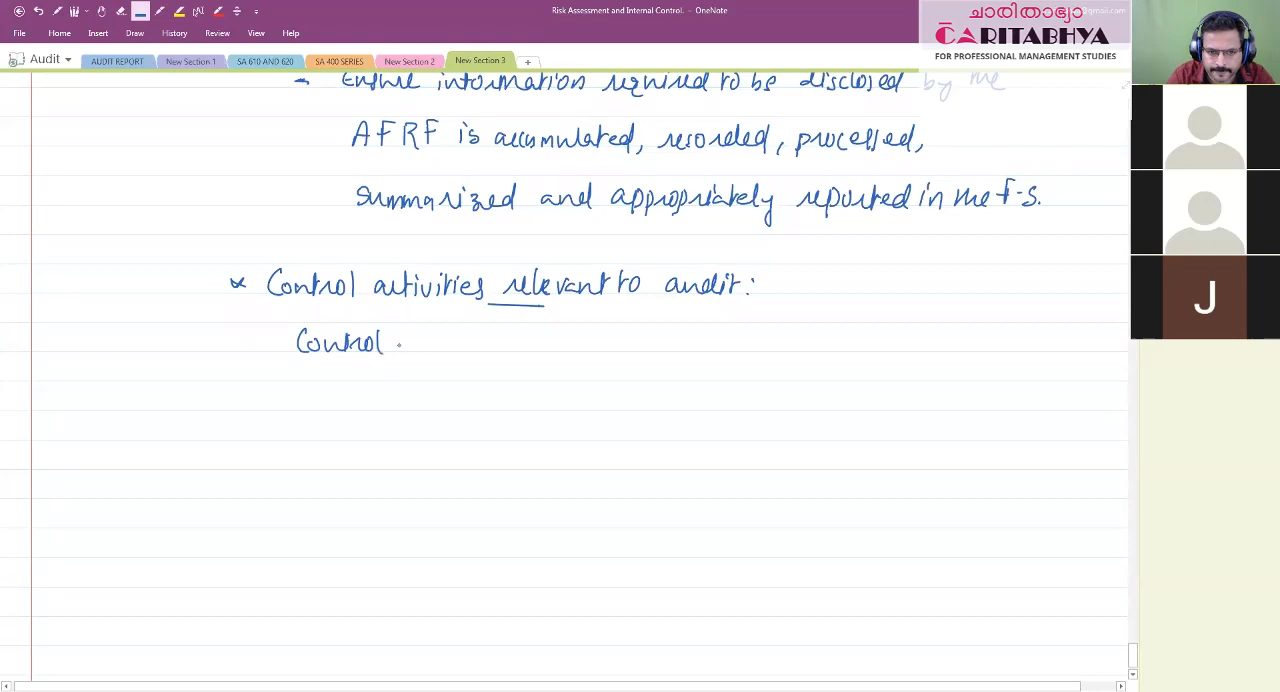 Risk Assessment and Internal Control. - OneNote
@gmail.com
File Home Insert Draw History Review View Help
Audit
AUDIT REPORT New Section 1 SA 610 AND 620 SA 400 SERIES New Section 2 New Section 3
ചാരിതാഭ്യാ
CARITABHYA
FOR PROFESSIONAL MANAGEMENT STUDIES
- Ensure information required to be disclosed by the
AFRF is accumulated, recorded, processed,
summarized and appropriately reported in the F-S.
* Control activities relevant to audit:
Control
J